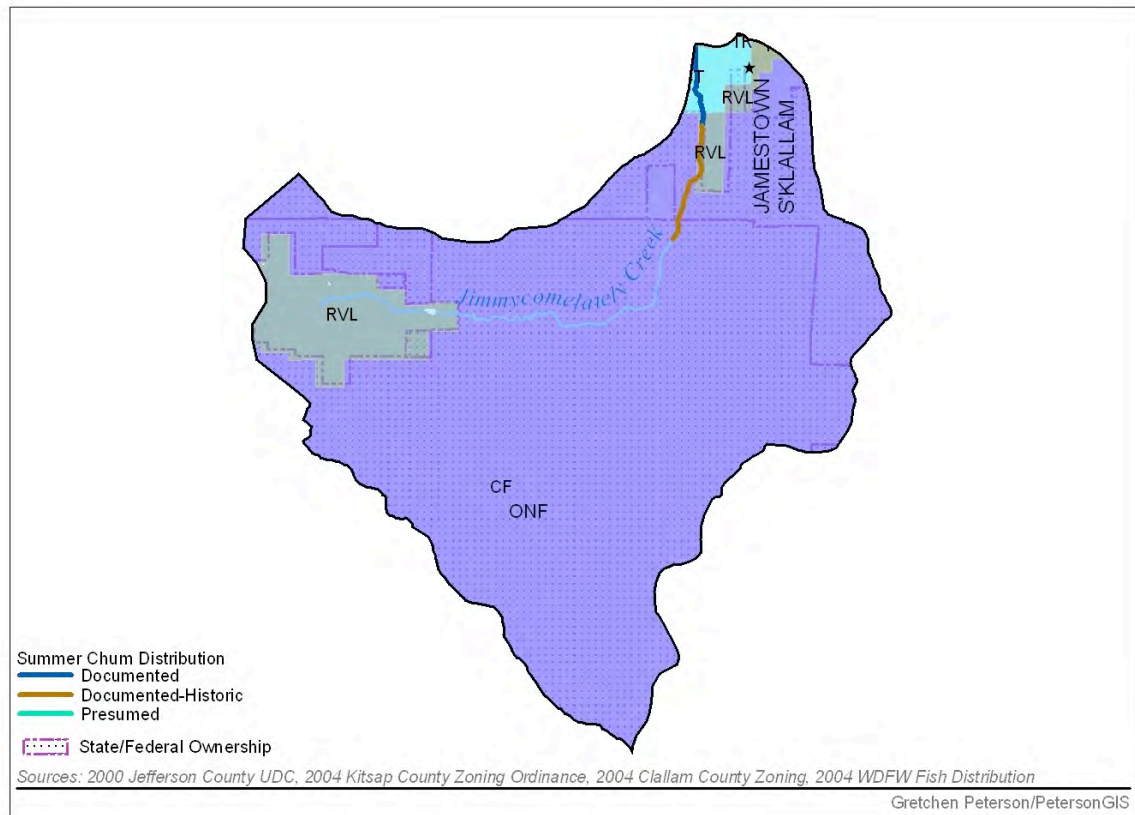 TR
T
RVL
RVL
JAMESTOWN
S'KLALLAM
Jimmycomelately Creek
RVL
CF
ONF
Summer Chum Distribution
Documented
Documented-Historic
Presumed
State/Federal Ownership
Sources: 2000 Jefferson County UDC, 2004 Kitsap County Zoning Ordinance, 2004 Clallam County Zoning, 2004 WDFW Fish Distribution
Gretchen Peterson/PetersonGIS